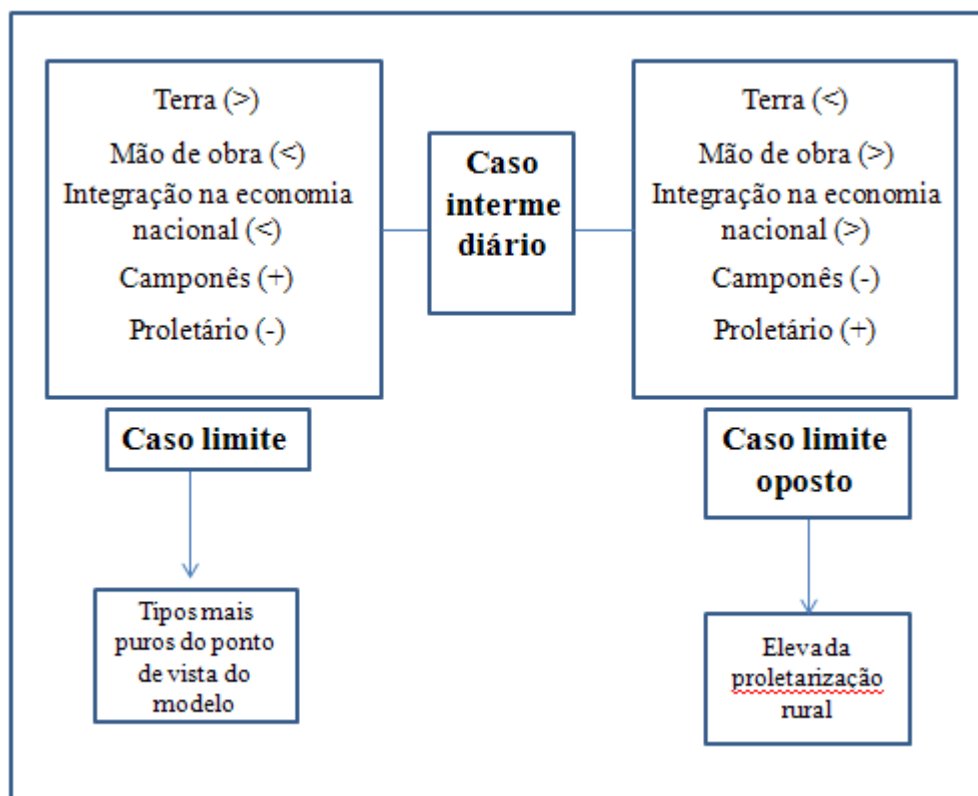 Terra (>)
Mão de obra (<)
Integração na economia
nacional (<)
Camponês (+)
Proletário (-)
Caso
interme
diário
Terra (<)
Mão de obra (>)
Integração na economia
nacional (>)
Camponês (-)
Proletário (+)
Caso limite
Caso limite
oposto
Tipos mais
puros do ponto
de vista do
modelo
Elevada
proletarização
rural